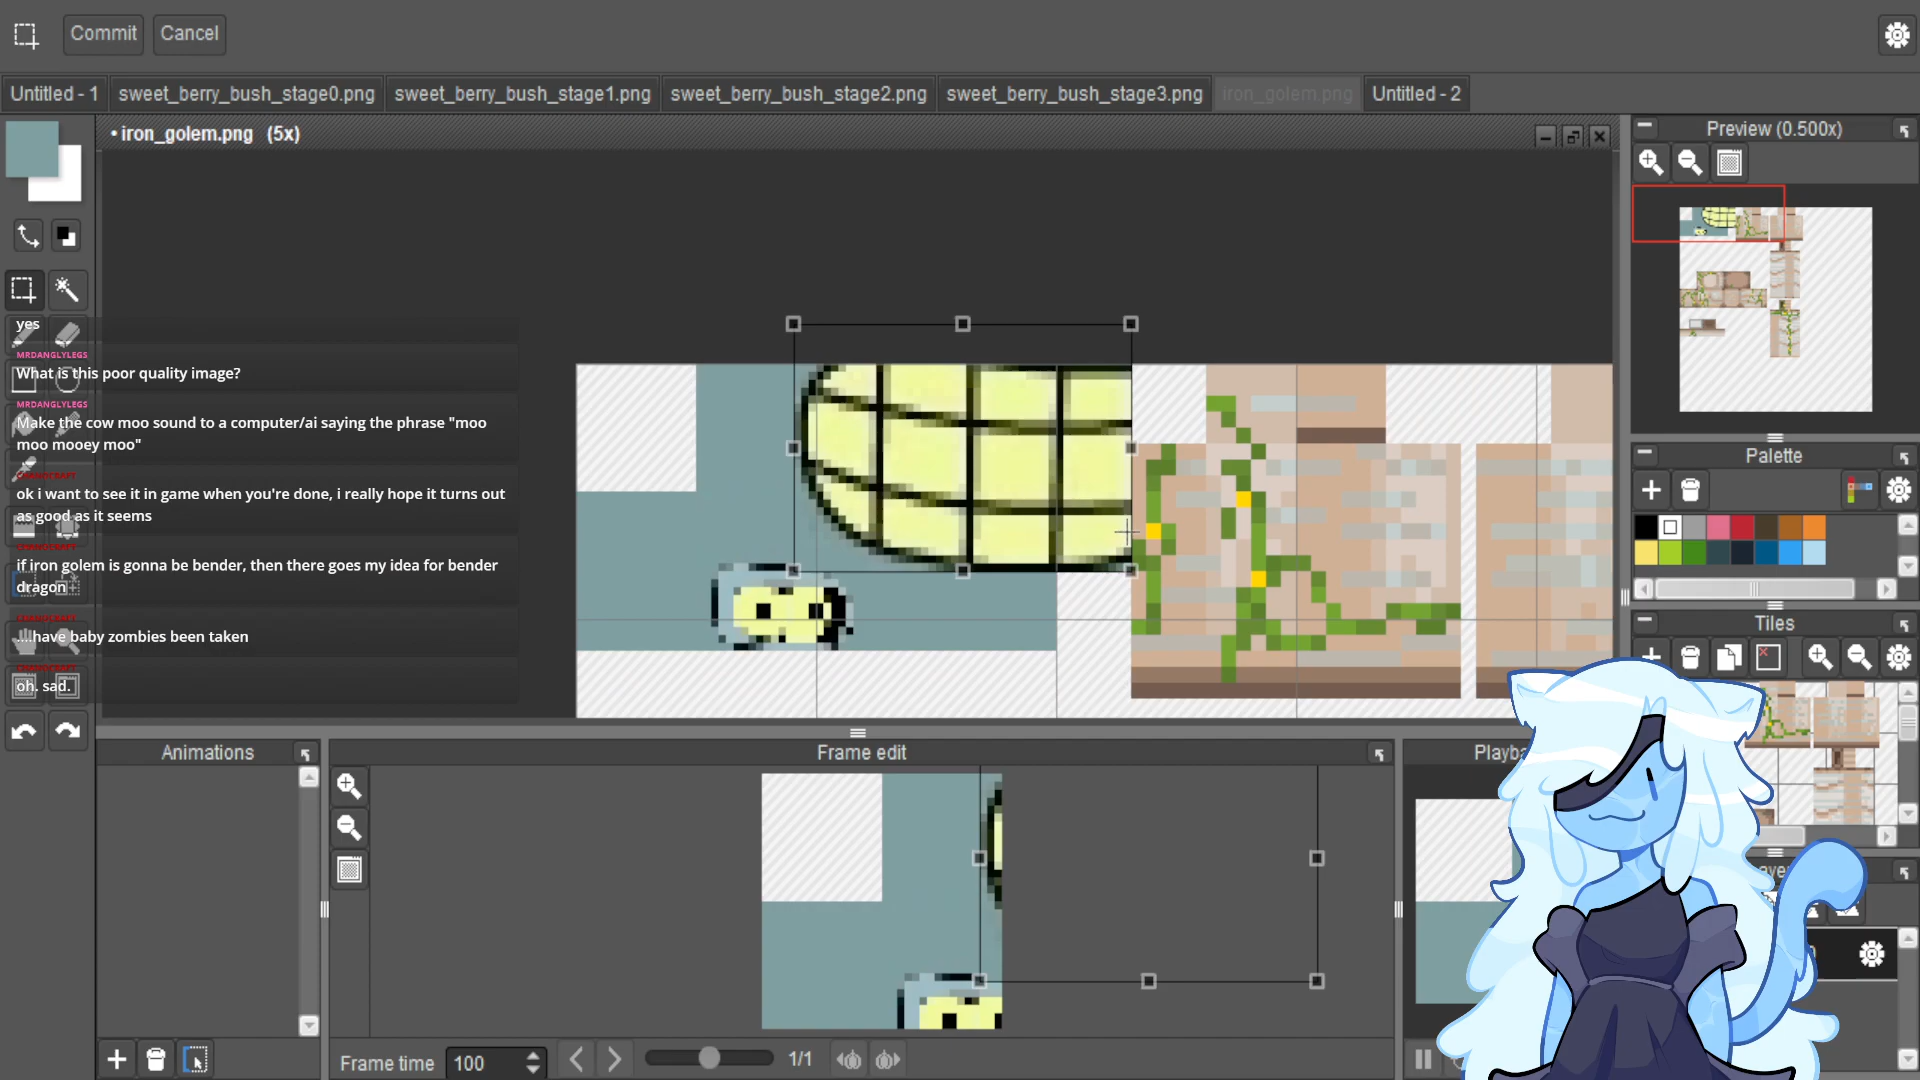 Commit
Cancel
Untitled - 1
sweet_berry_bush_stage0.png
sweet_berry_bush_stage1.png
sweet_berry_bush_stage2.png
sweet_berry_bush_stage3.png
iron_golem.png
Untitled - 2
•iron_golem.png (5x)
Preview (0.500x)
yes
MRDANGLYLEGS
What is this poor quality image?
MRDANGLYLEGS
Make the cow moo sound to a computer/ai saying the phrase "moo
moo mooey moo"
ok i want to see it in game when you're done, i really hope it turns out
as good as it seems
if iron golem is gonna be bender, then there goes my idea for bender
dragon
....have baby zombies been taken
oh. sad.
Palette
Tiles
Animations
Frame edit
Playba
Frame time 100
1/1